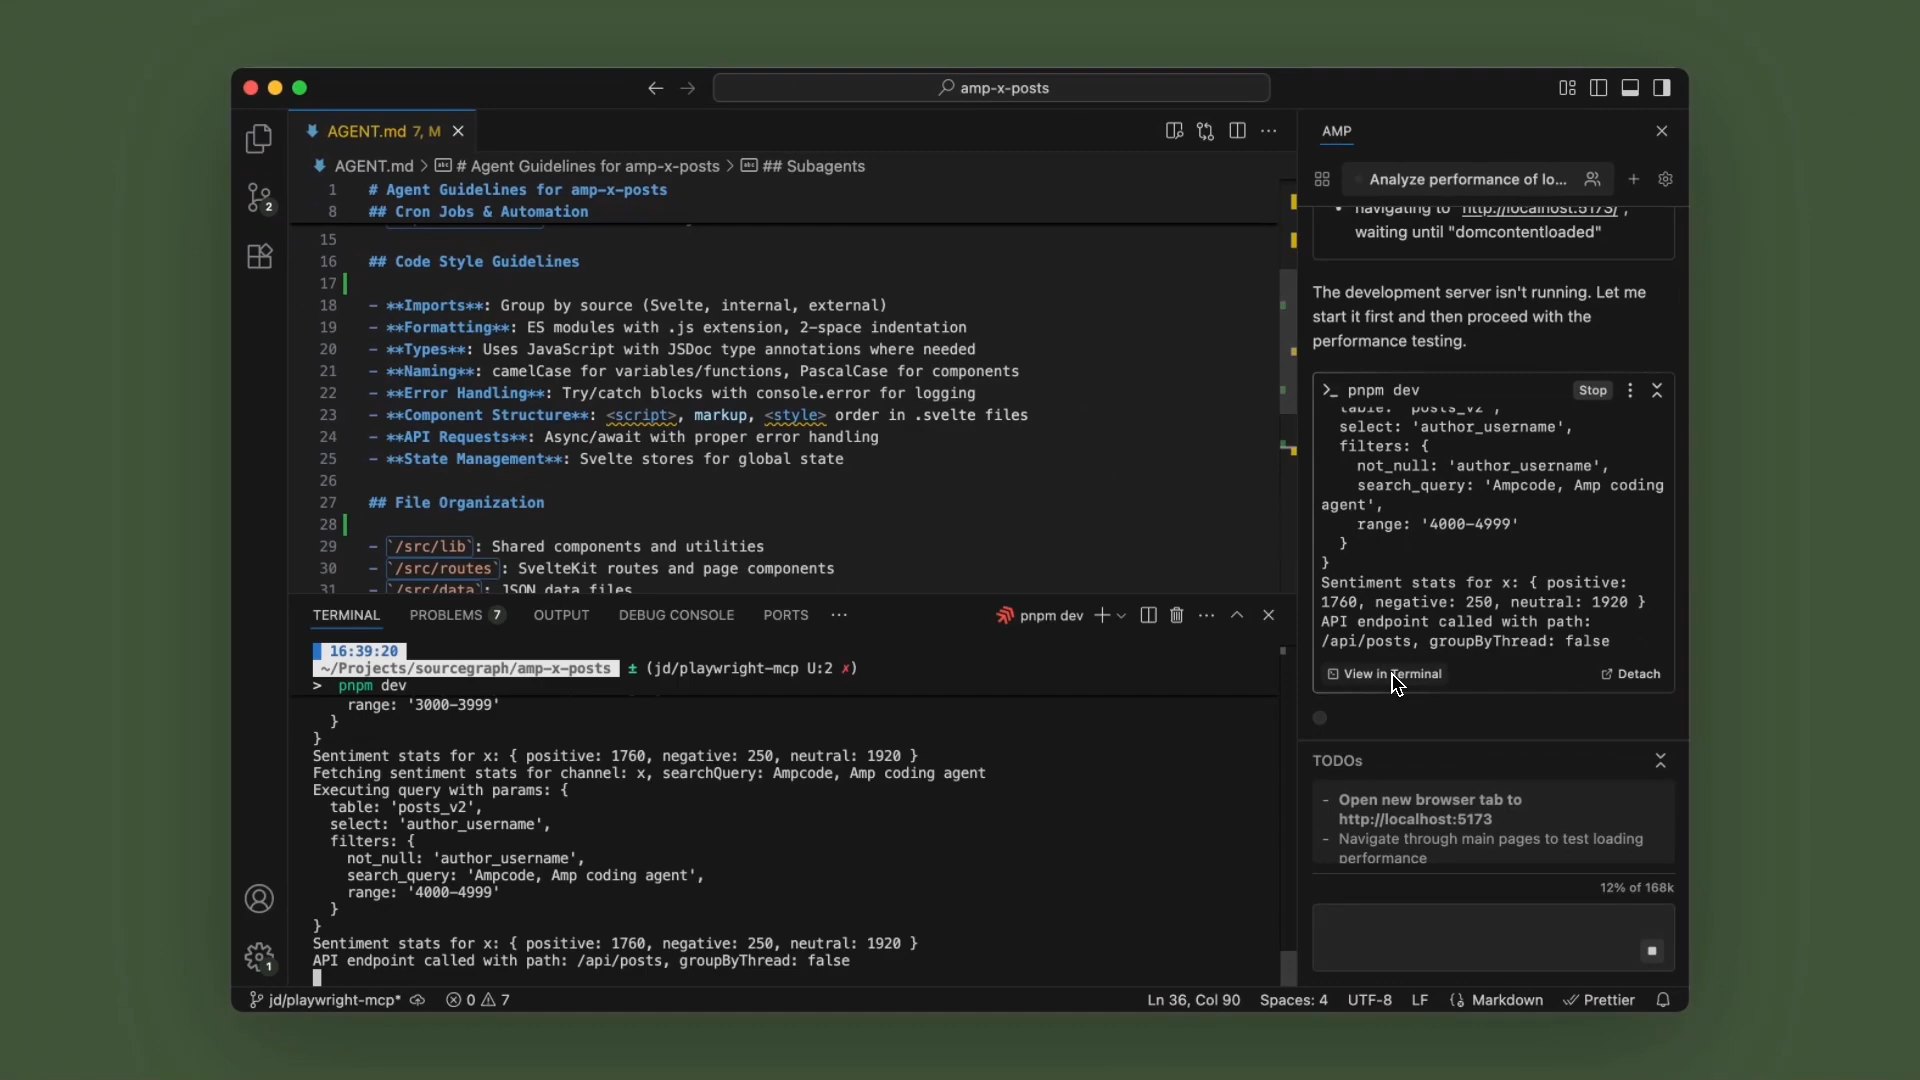 amp-x-posts
AGENT.md 7, M
AGENT.md > # Agent Guidelines for amp-x-posts > ## Subagents
1 # Agent Guidelines for amp-x-posts
8 ## Cron Jobs & Automation
15
16 ## Code Style Guidelines
17
18 - **Imports**: Group by source (Svelte, internal, external)
19 - **Formatting**: ES modules with .js extension, 2-space indentation
20 - **Types**: Uses JavaScript with JSDoc type annotations where needed
21 - **Naming**: camelCase for variables/functions, PascalCase for components
22 - **Error Handling**: Try/catch blocks with console.error for logging
23 - **Component Structure**: <script>, markup, <style> order in .svelte files
24 - **API Requests**: Async/await with proper error handling
25 - **State Management**: Svelte stores for global state
26
27 ## File Organization
28
29 - `/src/lib`: Shared components and utilities
30 - `/src/routes`: SvelteKit routes and page components
31 - `/src/data`: JSON data files
TERMINAL PROBLEMS 7 OUTPUT DEBUG CONSOLE PORTS ··· pnpm dev
16:39:20
~/Projects/sourcegraph/amp-x-posts ± (jd/playwright-mcp U:2 ✗)
> pnpm dev
range: '3000-3999'
}
}
Sentiment stats for x: { positive: 1760, negative: 250, neutral: 1920 }
Fetching sentiment stats for channel: x, searchQuery: Ampcode, Amp coding agent
Executing query with params: {
table: 'posts_v2',
select: 'author_username',
filters: {
not_null: 'author_username',
search_query: 'Ampcode, Amp coding agent',
range: '4000-4999'
}
}
Sentiment stats for x: { positive: 1760, negative: 250, neutral: 1920 }
API endpoint called with path: /api/posts, groupByThread: false
AMP
Analyze performance of lo...
• navigating to "http://localhost:5173/",
waiting until "domcontentloaded"
The development server isn't running. Let me
start it first and then proceed with the
performance testing.
>_ pnpm dev Stop
table: 'posts_v2',
select: 'author_username',
filters: {
not_null: 'author_username',
search_query: 'Ampcode, Amp coding
agent',
range: '4000-4999'
}
}
Sentiment stats for x: { positive:
1760, negative: 250, neutral: 1920 }
API endpoint called with path:
/api/posts, groupByThread: false
View in Terminal Detach
TODOs
- Open new browser tab to
http://localhost:5173
- Navigate through main pages to test loading
performance
12% of 168k
2
1
jd/playwright-mcp* 0 7 Ln 36, Col 90 Spaces: 4 UTF-8 LF Markdown Prettier